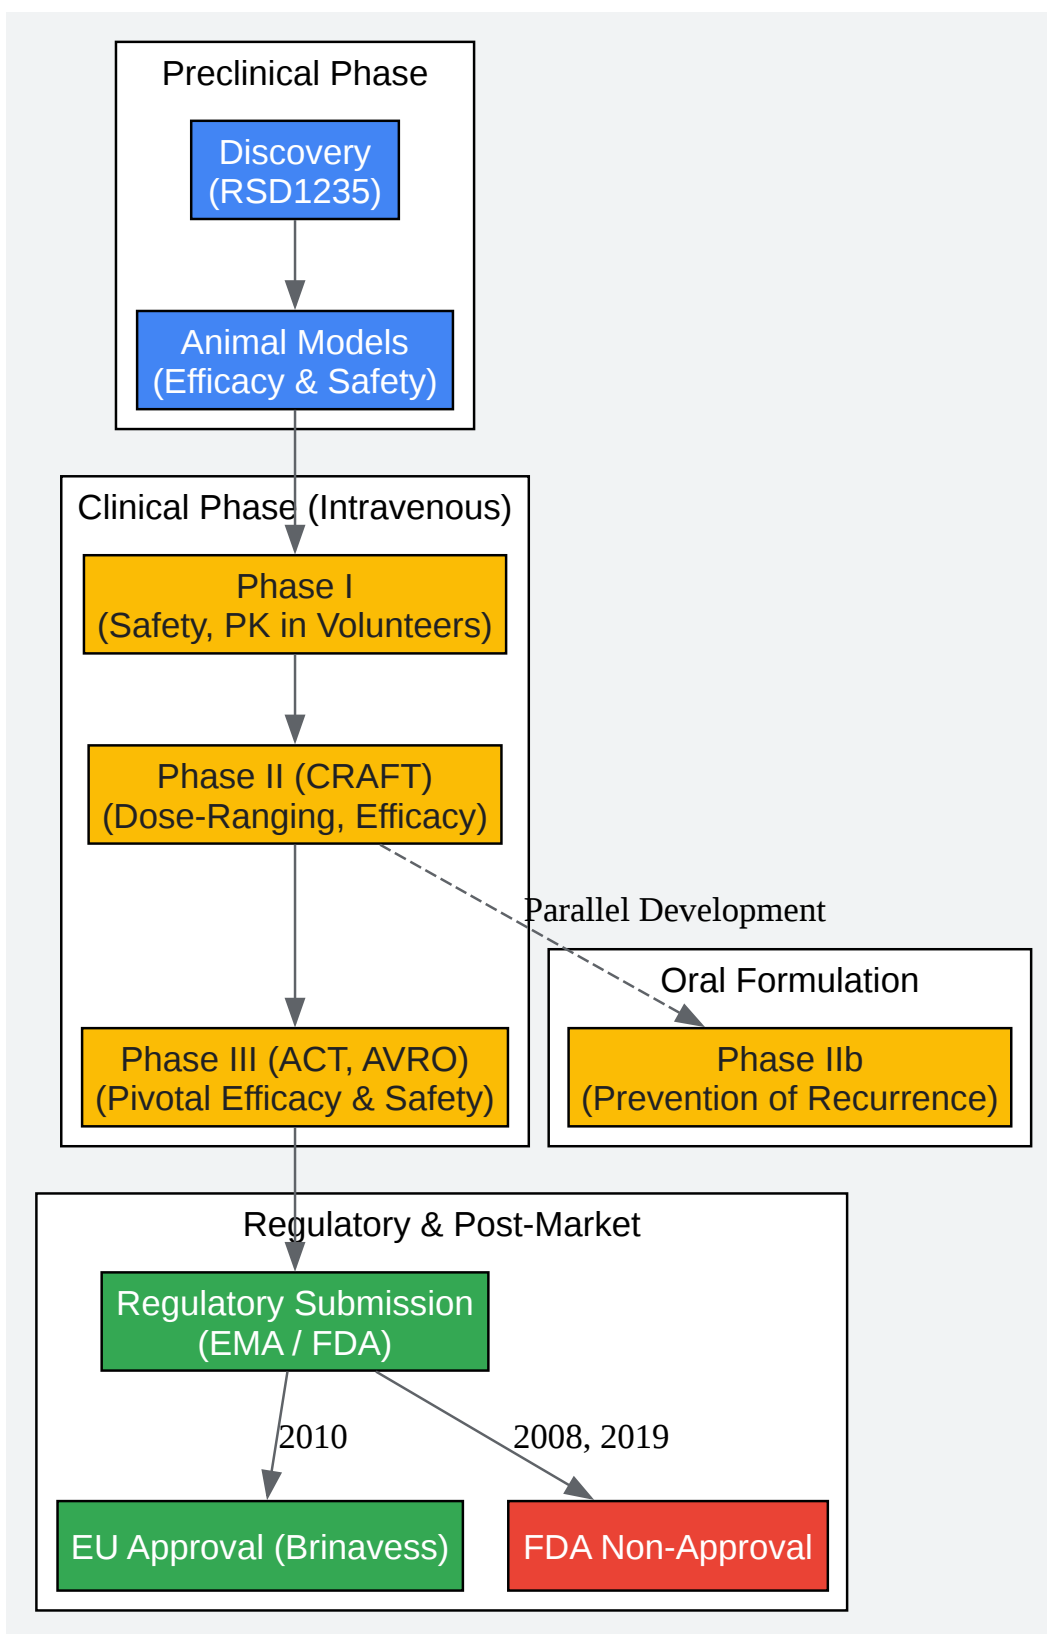 Preclinical Phase
Discovery
(RSD1235)
Animal Models
(Efficacy & Safety)
Clinical Phase (Intravenous)
Phase I
(Safety, PK in Volunteers)
Phase II (CRAFT)
(Dose-Ranging, Efficacy)
Parallel Development
Oral Formulation
Phase III (ACT, AVRO)
(Pivotal Efficacy & Safety)
Phase IIb
(Prevention of Recurrence)
Regulatory & Post-Market
Regulatory Submission
(EMA / FDA)
2010
2008, 2019
EU Approval (Brinavess)
FDA Non-Approval